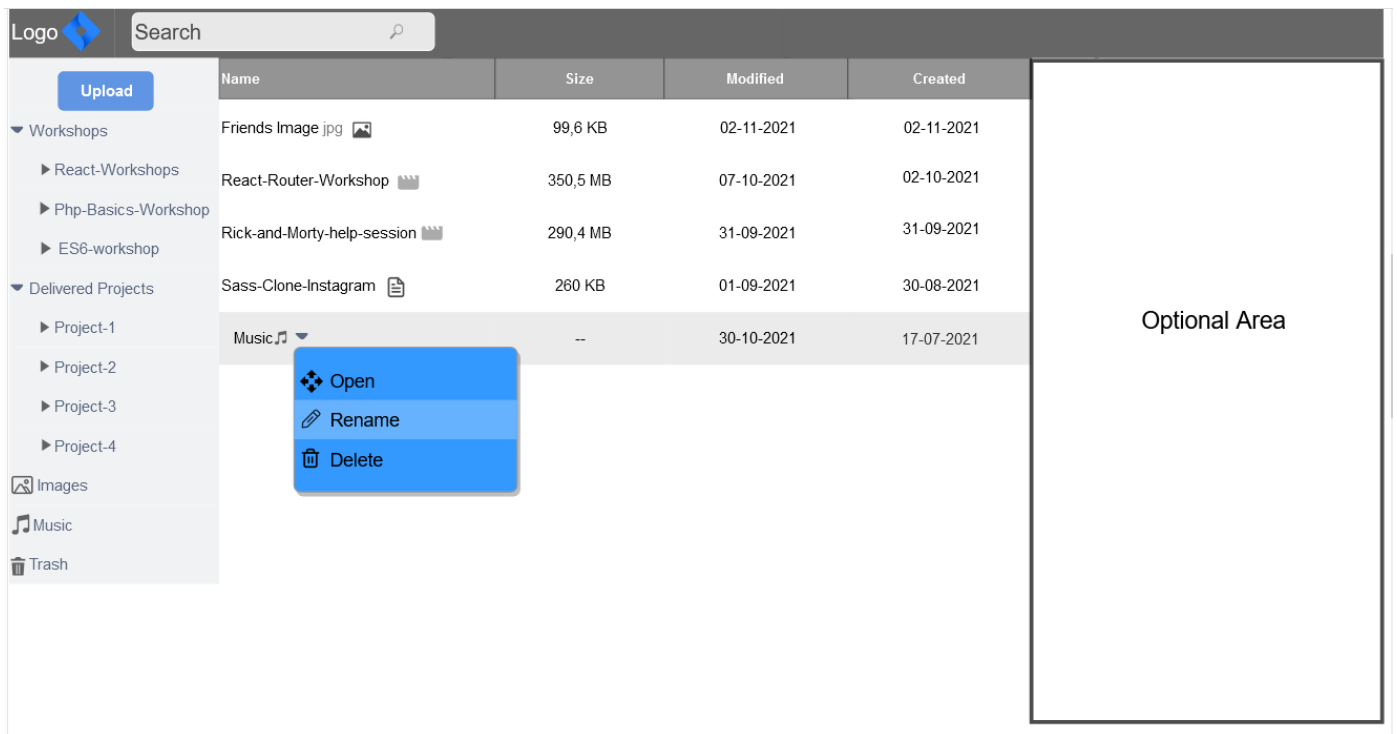 Logo Search
Upload
Workshops
React-Workshops
Php-Basics-Workshop
ES6-workshop
Delivered Projects
Project-1
Project-2
Project-3
Project-4
Images
Music
Trash
Name Size Modified Created
Friends Image jpg 99,6 KB 02-11-2021 02-11-2021
React-Router-Workshop 350,5 MB 07-10-2021 02-10-2021
Rick-and-Morty-help-session 290,4 MB 31-09-2021 31-09-2021
Sass-Clone-Instagram 260 KB 01-09-2021 30-08-2021
Music -- 30-10-2021 17-07-2021
Open
Rename
Delete
Optional Area